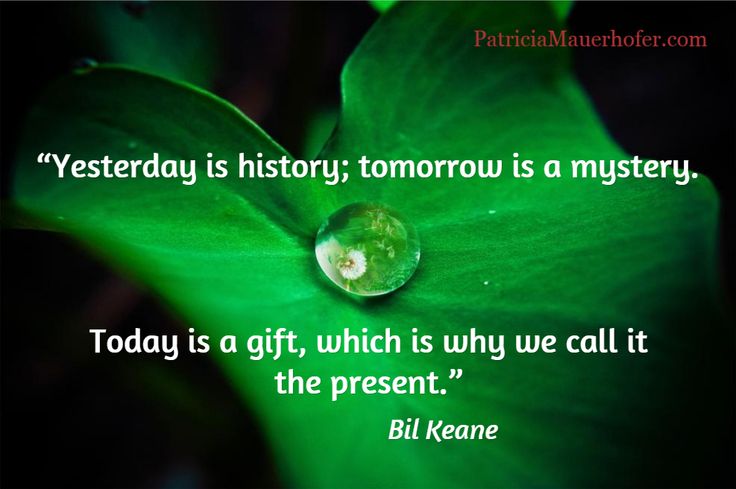 PatriciaMauerhofer.com
“Yesterday is history; tomorrow is a mystery.
Today is a gift, which is why we call it
the present.”
Bil Keane